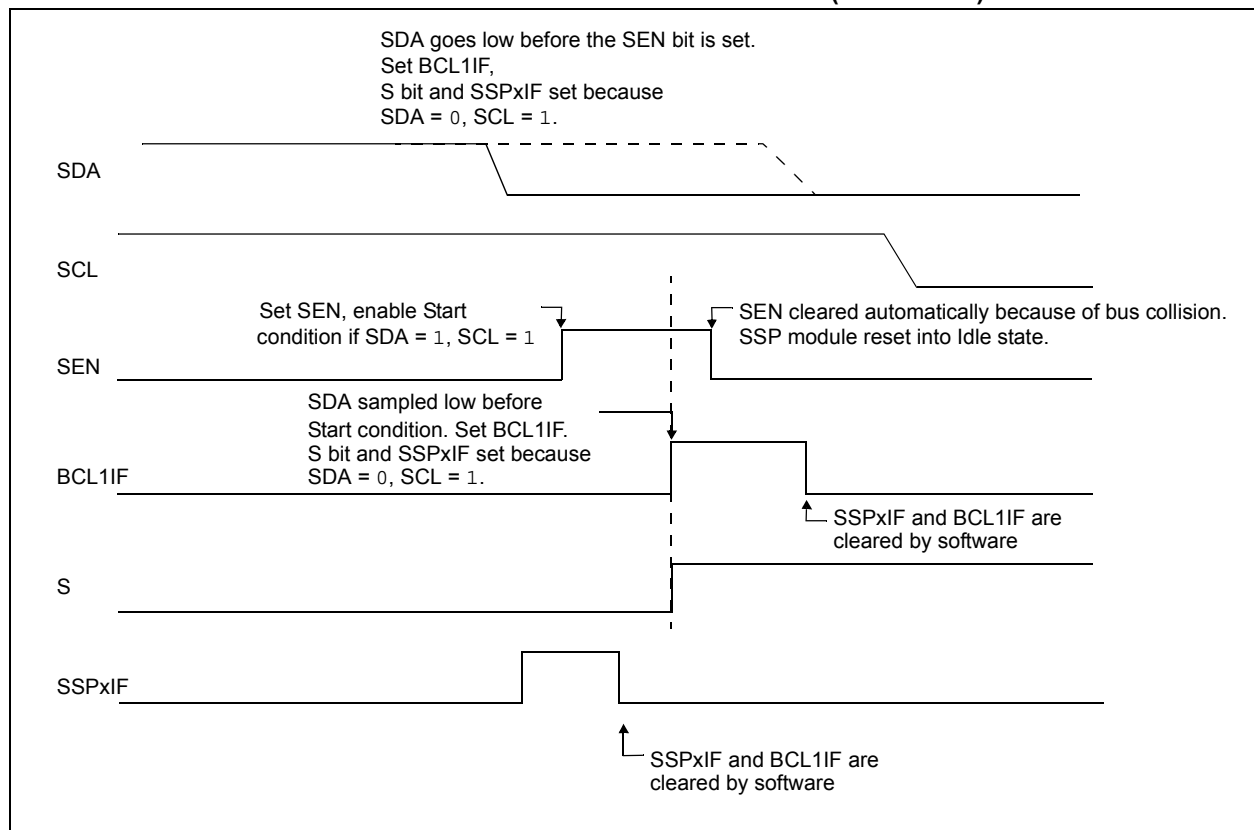 SDA goes low before the SEN bit is set.
Set BCL1IF,
S bit and SSPxIF set because
SDA = 0, SCL = 1.
SDA
SCL
Set SEN, enable Start
condition if SDA = 1, SCL = 1
SEN cleared automatically because of bus collision.
SSP module reset into Idle state.
SEN
SDA sampled low before
Start condition. Set BCL1IF.
S bit and SSPxIF set because
SDA = 0, SCL = 1.
BCL1IF
SSPxIF and BCL1IF are
cleared by software
S
SSPxIF
SSPxIF and BCL1IF are
cleared by software